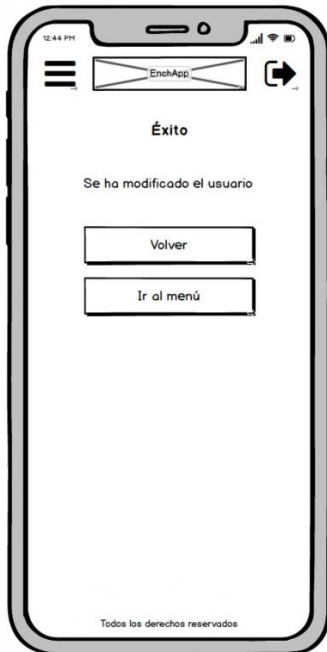 12:44 PM
EnchApp
Éxito
Se ha modificado el usuario
Volver
Ir al menú
Todos los derechos reservados